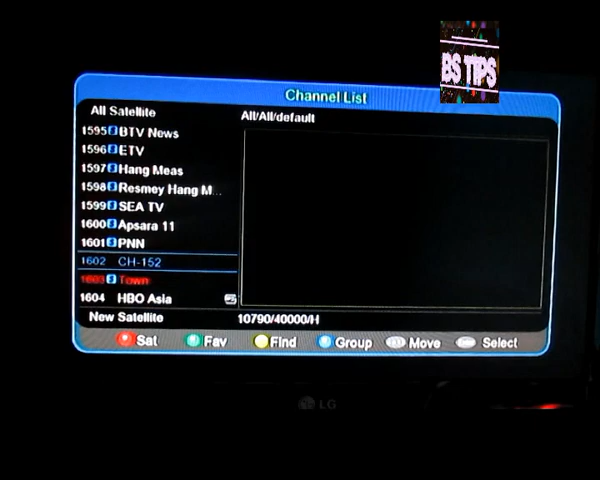 BS TIPS
Channel List
All Satellite
All/All/default
1595 BTV News
1596 ETV
1597 Hang Meas
1598 Resmey Hang M...
1599 SEA TV
1600 Apsara 11
1601 PNN
1602 CH-152
1603 Town
1604 HBO Asia
New Satellite
10790/40000/H
Sat Fav Find Group Move Select
LG